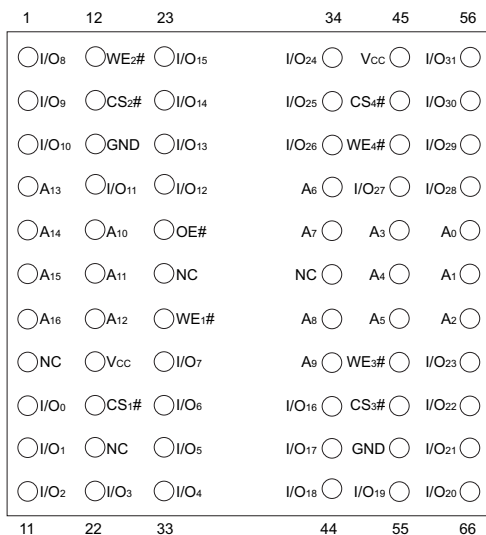 1 12 23 34 45 56
I/O8 WE2# I/O15 I/O24 VCC I/O31
I/O9 CS2# I/O14 I/O25 CS4# I/O30
I/O10 GND I/O13 I/O26 WE4# I/O29
A13 I/O11 I/O12 A6 I/O27 I/O28
A14 A10 OE# A7 A3 A0
A15 A11 NC NC A4 A1
A16 A12 WE1# A8 A5 A2
NC VCC I/O7 A9 WE3# I/O23
I/O0 CS1# I/O6 I/O16 CS3# I/O22
I/O1 NC I/O5 I/O17 GND I/O21
I/O2 I/O3 I/O4 I/O18 I/O19 I/O20
11 22 33 44 55 66